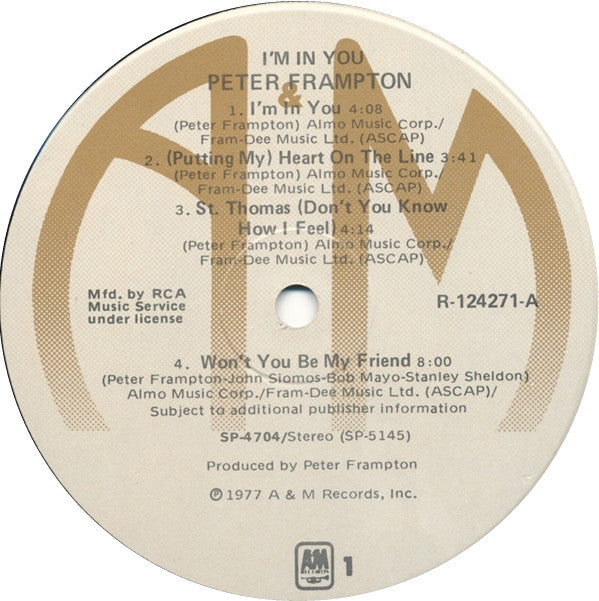 I'M IN YOU
PETER FRAMPTON
&
1. I'm In You 4:08
(Peter Frampton) Almo Music Corp./
Fram-Dee Music Ltd. (ASCAP)
2. (Putting My) Heart On The Line 3:41
(Peter Frampton) Almo Music Corp./
Fram-Dee Music Ltd. (ASCAP)
3. St. Thomas (Don't You Know
How I Feel) 4:14
(Peter Frampton) Almo Music Corp./
Fram-Dee Music Ltd. (ASCAP)
Mfd. by RCA
Music Service
under license
R-124271-A
4. Won't You Be My Friend 8:00
(Peter Frampton-John Siomos-Bob Mayo-Stanley Sheldon)
Almo Music Corp./Fram-Dee Music Ltd. (ASCAP)/
Subject to additional publisher information
SP-4704/Stereo (SP-5145)
Produced by Peter Frampton
Ⓟ1977 A & M Records, Inc.
A&M
RECORDS
1